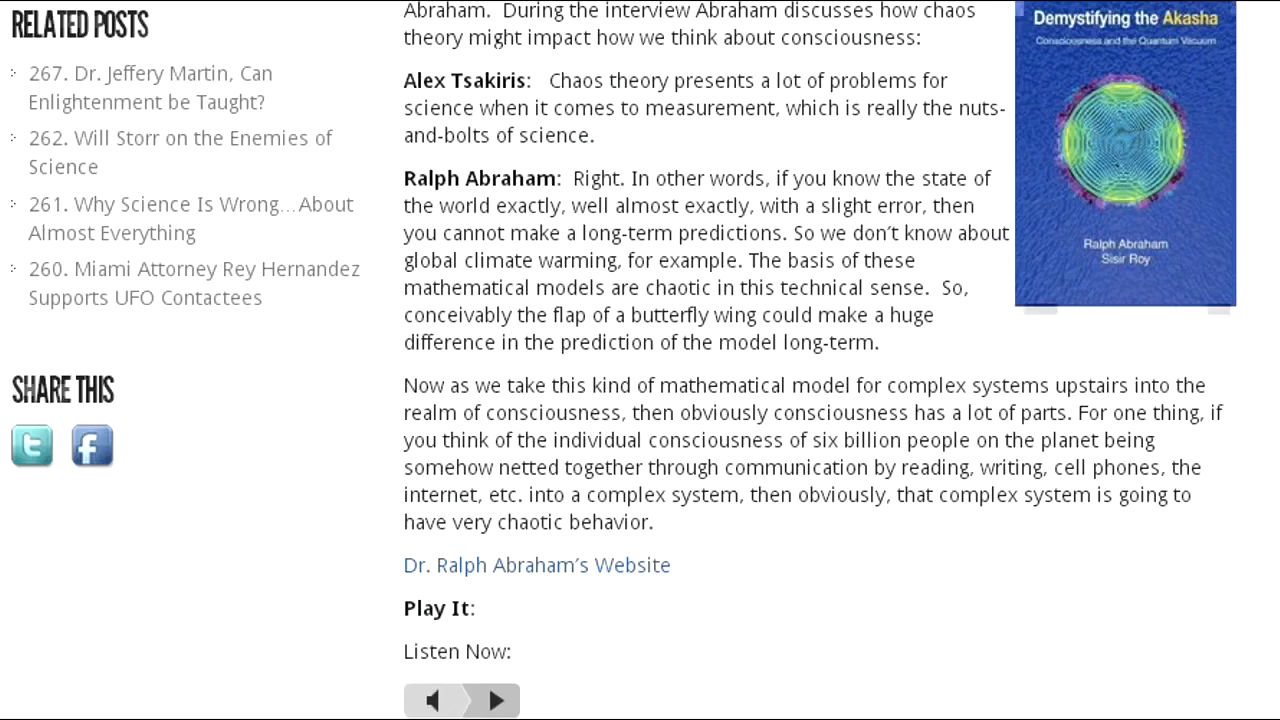 RELATED POSTS
267. Dr. Jeffery Martin, Can
Enlightenment be Taught?
262. Will Storr on the Enemies of
Science
261. Why Science Is Wrong...About
Almost Everything
260. Miami Attorney Rey Hernandez
Supports UFO Contactees
SHARE THIS
Abraham. During the interview Abraham discusses how chaos
theory might impact how we think about consciousness:
Alex Tsakiris: Chaos theory presents a lot of problems for
science when it comes to measurement, which is really the nuts-
and-bolts of science.
Ralph Abraham: Right. In other words, if you know the state of
the world exactly, well almost exactly, with a slight error, then
you cannot make a long-term predictions. So we don't know about
global climate warming, for example. The basis of these
mathematical models are chaotic in this technical sense. So,
conceivably the flap of a butterfly wing could make a huge
difference in the prediction of the model long-term.
Now as we take this kind of mathematical model for complex systems upstairs into the
realm of consciousness, then obviously consciousness has a lot of parts. For one thing, if
you think of the individual consciousness of six billion people on the planet being
somehow netted together through communication by reading, writing, cell phones, the
internet, etc. into a complex system, then obviously, that complex system is going to
have very chaotic behavior.
Dr. Ralph Abraham's Website
Play It:
Listen Now:
Demystifying the Akasha
Consciousness and the Quantum Vacuum
Ralph Abraham
Sisir Roy